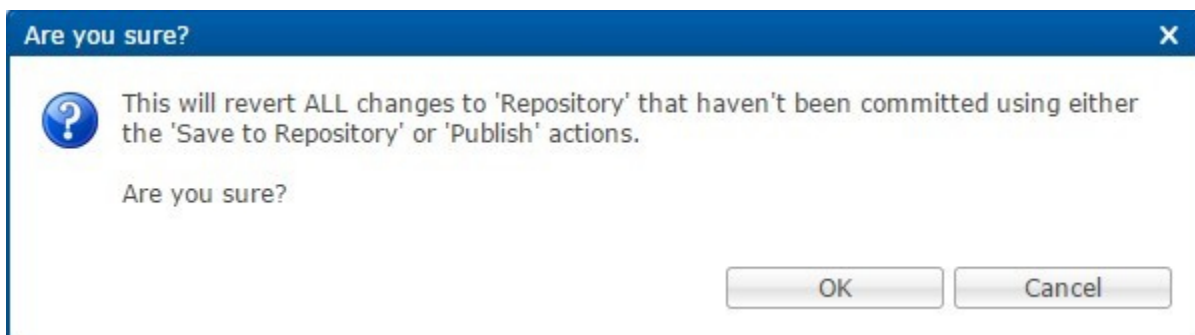 Are you sure?
This will revert ALL changes to 'Repository' that haven't been committed using either
the 'Save to Repository' or 'Publish' actions.
Are you sure?
OK
Cancel